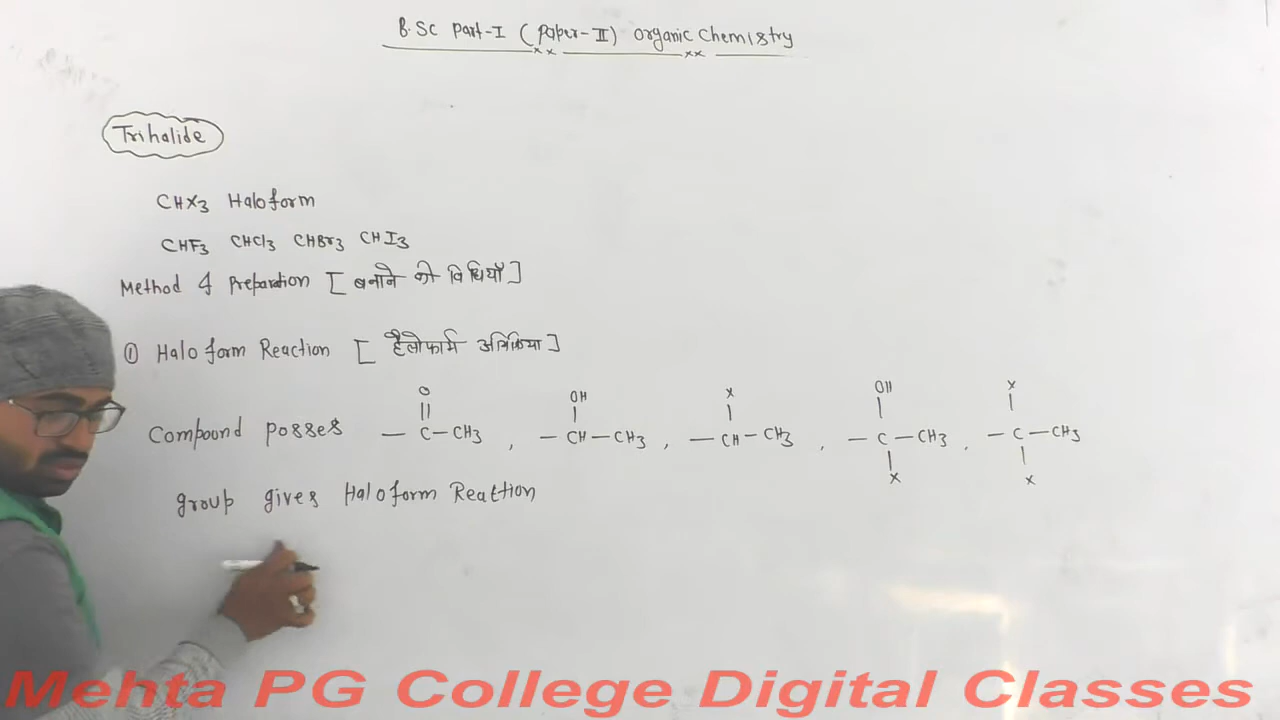 B.Sc Part-I (Paper-II) Organic Chemistry
Trihalide
CHX3 Haloform
CHF3 CHCl3 CHBr3 CHI3
Method of Preparation [बनाने की विधियाँ]
① Haloform Reaction [हैलोफार्म अभिक्रिया]
O OH X OH X
Compound posses — C—CH3 , — CH—CH3 , — CH—CH3 , — C—CH3 , — C—CH3
X X
group gives Haloform Reaction
Mehta PG College Digital Classes